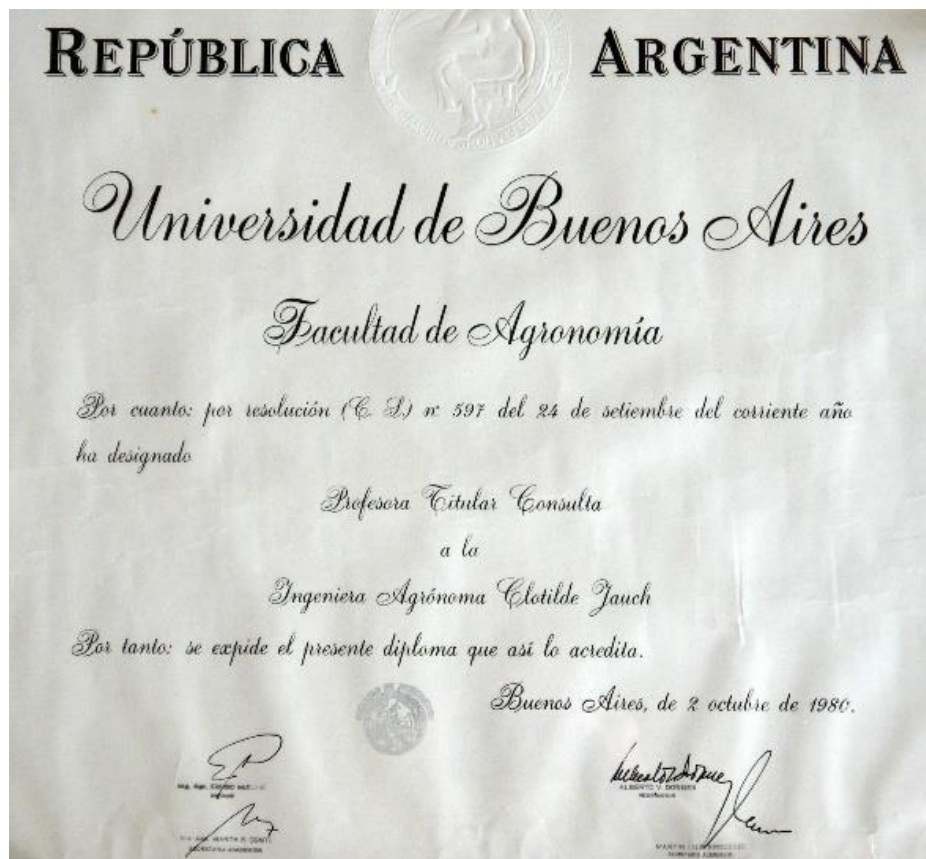 REPÚBLICA ARGENTINA
Universidad de Buenos Aires
Facultad de Agronomía
Por cuanto: por resolución (C. S.) nº 597 del 24 de setiembre del corriente año
ha designado
Profesora Titular Consulta
a la
Ingeniera Agrónoma Clotilde Jauch
Por tanto: se expide el presente diploma que así lo acredita.
Buenos Aires, de 2 octubre de 1980.
ALBERTO V. DONNES